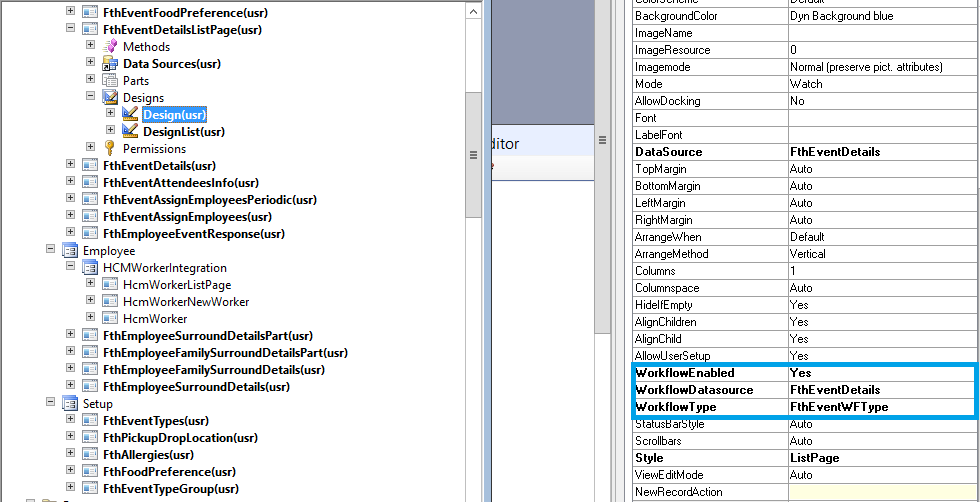 FthEventFoodPreference(usr)
FthEventDetailsListPage(usr)
Methods
Data Sources(usr)
Parts
Designs
Design(usr)
DesignList(usr)
Permissions
FthEventDetails(usr)
FthEventAttendeesInfo(usr)
FthEventAssignEmployeesPeriodic(usr)
FthEventAssignEmployees(usr)
FthEmployeeEventResponse(usr)
Employee
HCMWorkerIntegration
HcmWorkerListPage
HcmWorkerNewWorker
HcmWorker
FthEmployeeSurroundDetailsPart(usr)
FthEmployeeFamilySurroundDetailsPart(usr)
FthEmployeeFamilySurroundDetails(usr)
FthEmployeeSurroundDetails(usr)
Setup
FthEventTypes(usr)
FthPickupDropLocation(usr)
FthAllergies(usr)
FthFoodPreference(usr)
FthEventTypeGroup(usr)
ditor
ColorScheme Default
BackgroundColor Dyn Background blue
ImageName
ImageResource 0
Imagemode Normal (preserve pict. attributes)
Mode Watch
AllowDocking No
Font
LabelFont
DataSource FthEventDetails
TopMargin Auto
BottomMargin Auto
LeftMargin Auto
RightMargin Auto
ArrangeWhen Default
ArrangeMethod Vertical
Columns 1
Columnspace Auto
HideIfEmpty Yes
AlignChildren Yes
AlignChild Yes
AllowUserSetup Yes
WorkflowEnabled Yes
WorkflowDatasource FthEventDetails
WorkflowType FthEventWFType
StatusBarStyle Auto
Scrollbars Auto
Style ListPage
ViewEditMode Auto
NewRecordAction